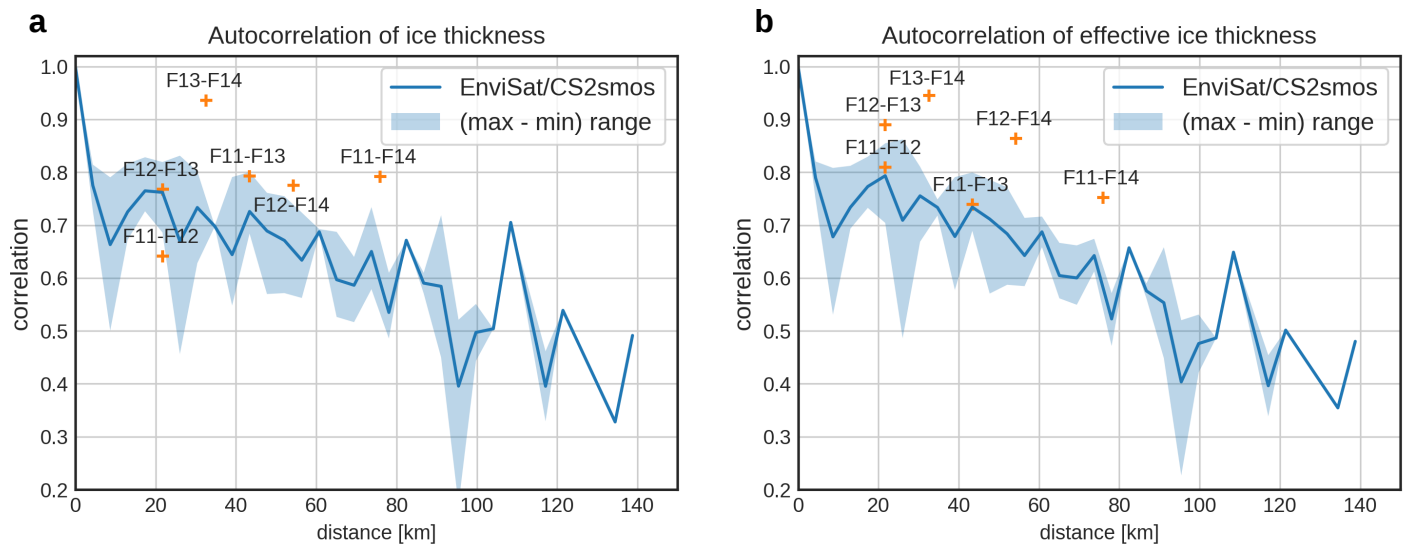 a
Autocorrelation of ice thickness
EnviSat/CS2smos
(max - min) range
F13-F14
F12-F13
F11-F13
F11-F14
F12-F14
F11-F12
correlation
1.0
0.9
0.8
0.7
0.6
0.5
0.4
0.3
0.2
0
20
40
60
80
100
120
140
distance [km]
b
Autocorrelation of effective ice thickness
EnviSat/CS2smos
(max - min) range
F13-F14
F12-F13
F12-F14
F11-F12
F11-F13
F11-F14
correlation
1.0
0.9
0.8
0.7
0.6
0.5
0.4
0.3
0.2
0
20
40
60
80
100
120
140
distance [km]